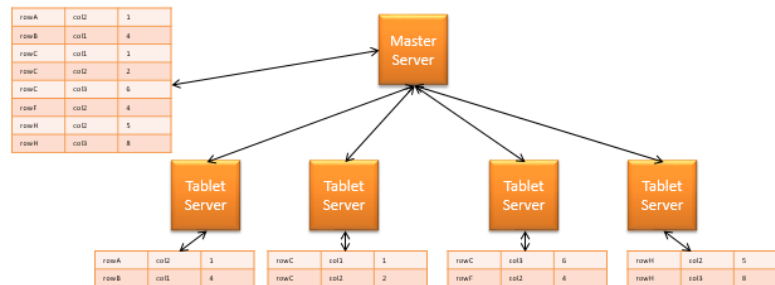 rowA col2 1
rowB col1 4
rowC col1 1
rowC col2 2
rowC col3 6
rowF col2 4
rowH col2 5
rowH col3 8
Master
Server
Tablet
Server
Tablet
Server
Tablet
Server
Tablet
Server
rowA col2 1
rowB col1 4
rowC col1 1
rowC col2 2
rowC col3 6
rowF col2 4
rowH col2 5
rowH col3 8